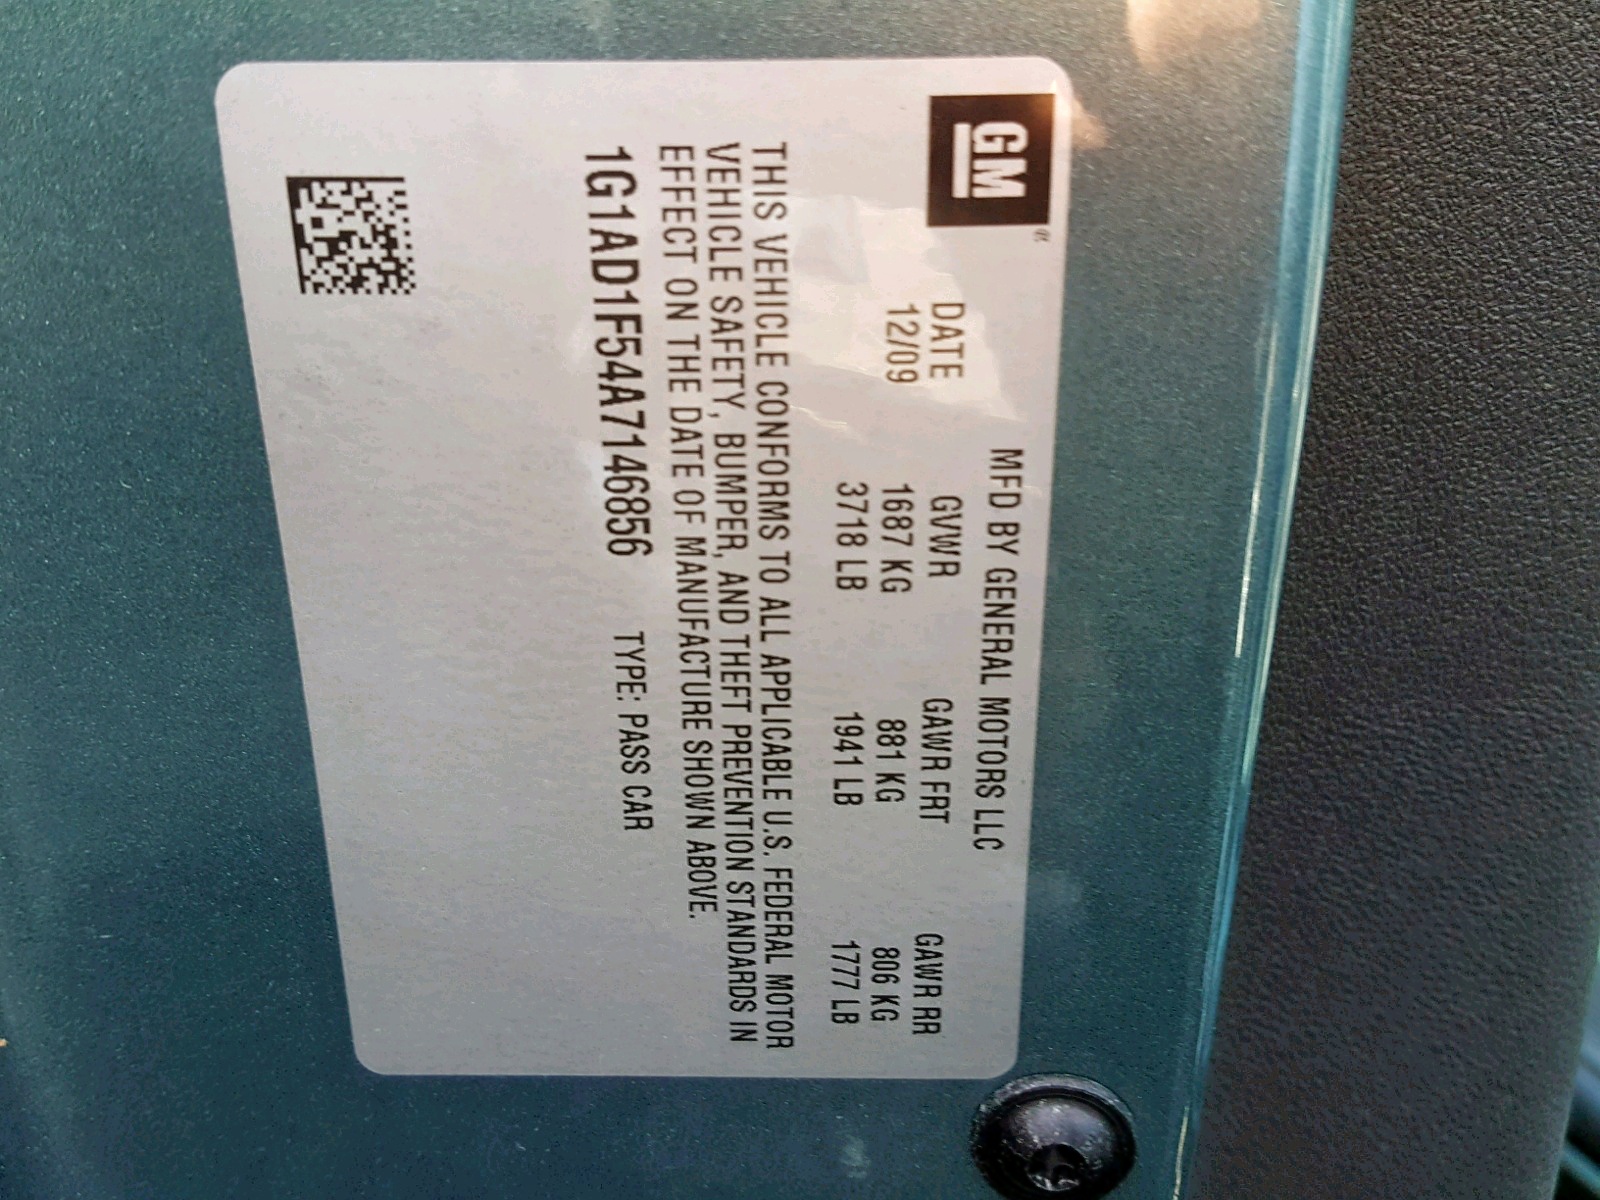 GM
MFD BY GENERAL MOTORS LLC
DATE GVWR GAWR FRT GAWR RR
12/09 1687 KG 881 KG 806 KG
3718 LB 1941 LB 1777 LB
THIS VEHICLE CONFORMS TO ALL APPLICABLE U.S. FEDERAL MOTOR
VEHICLE SAFETY, BUMPER, AND THEFT PREVENTION STANDARDS IN
EFFECT ON THE DATE OF MANUFACTURE SHOWN ABOVE.
1G1AD1F54A7146856 TYPE: PASS CAR